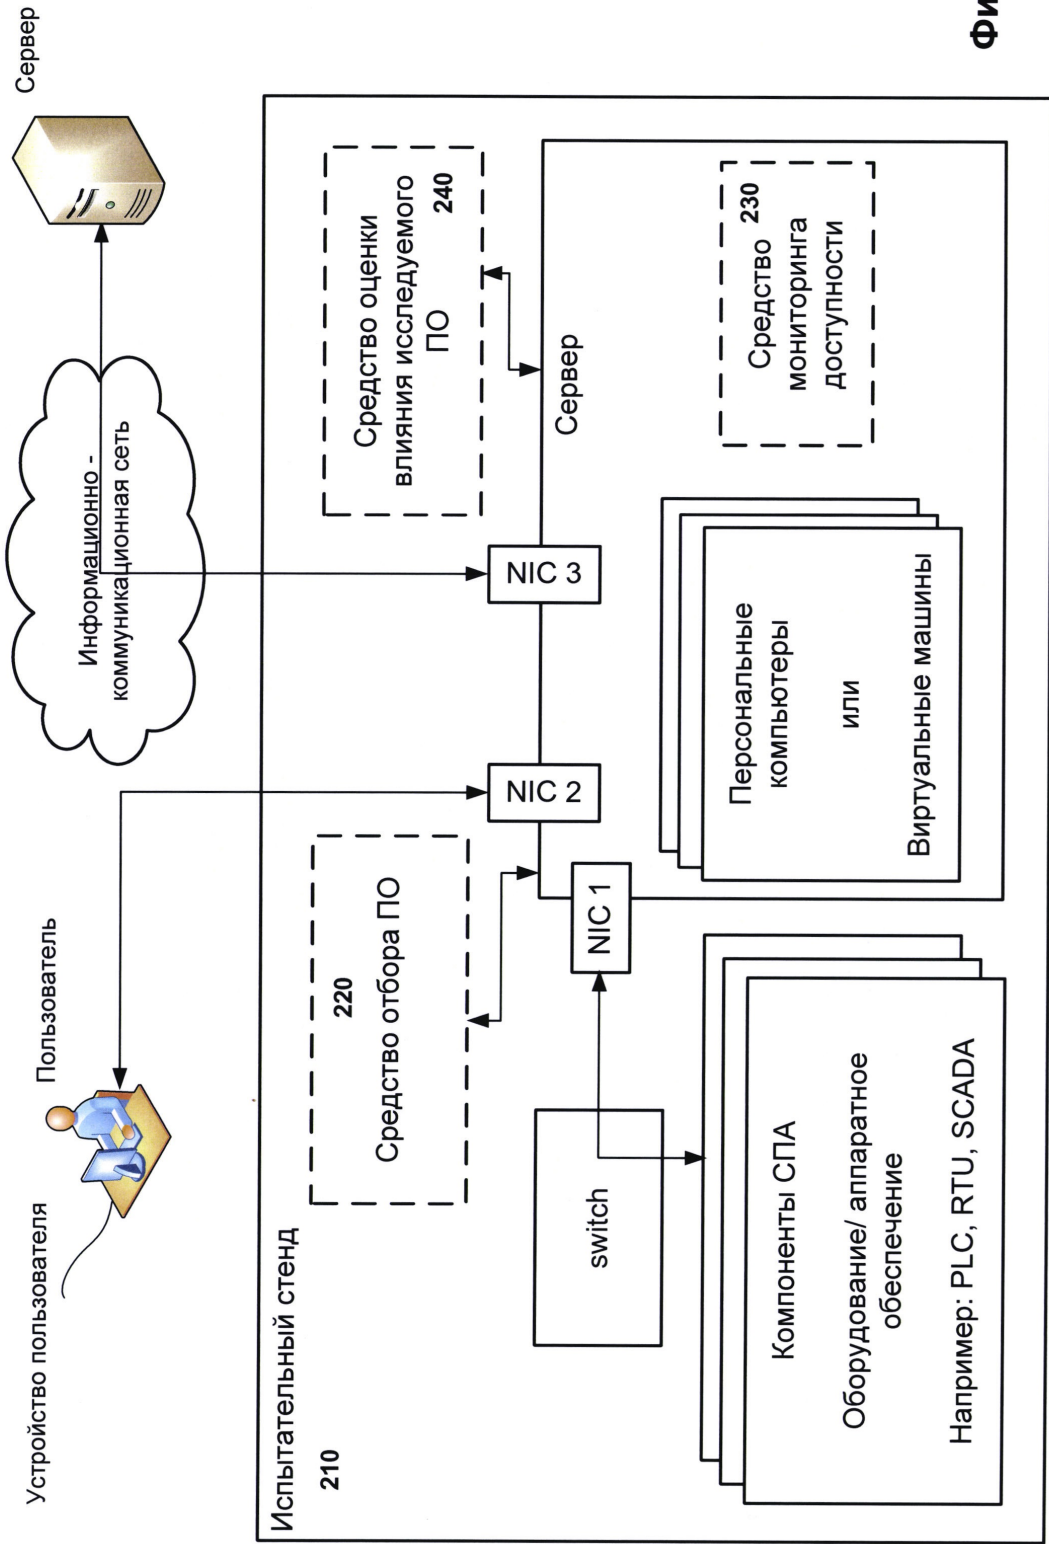 Устройство пользователя
Пользователь
Информационно -
коммуникационная сеть
Сервер
Испытательный стенд
210
220
Средство отбора ПО
Средство оценки
влияния исследуемого
ПО
240
NIC 2
NIC 3
Сервер
NIC 1
switch
Компоненты СПА
Оборудование/ аппаратное
обеспечение
Например: PLC, RTU, SCADA
Персональные
компьютеры
или
Виртуальные машины
Средство 230
мониторинга
доступности